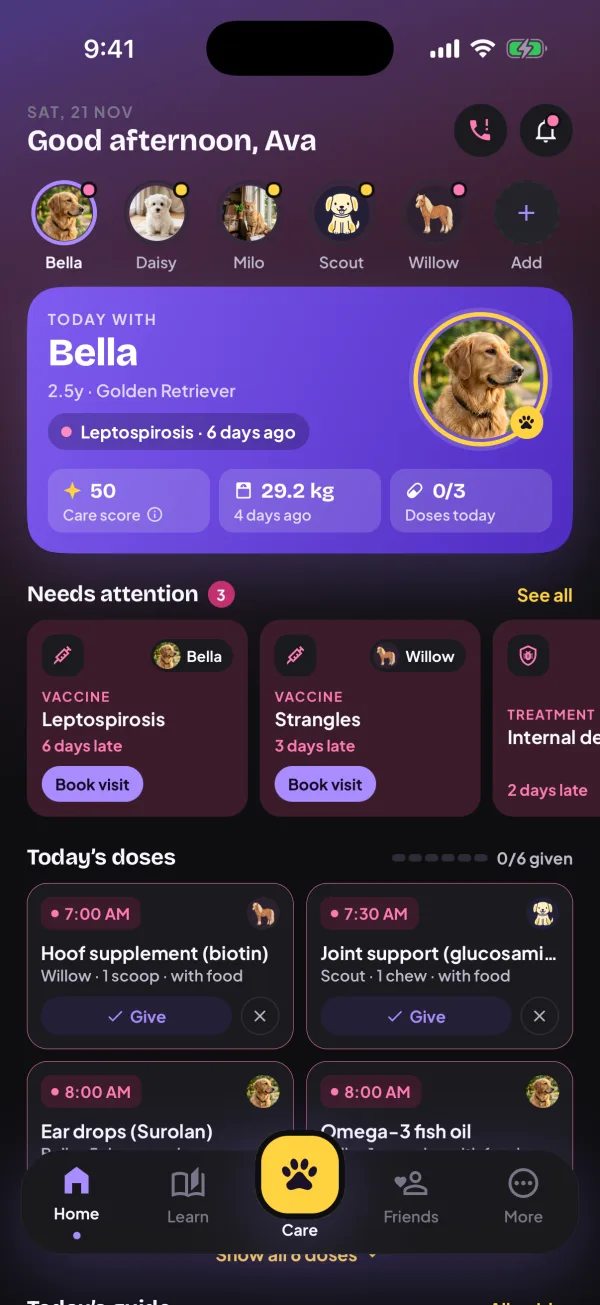 9:41
SAT, 21 NOV
Good afternoon, Ava
Bella
Daisy
Milo
Scout
Willow
Add
TODAY WITH
Bella
2.5y · Golden Retriever
Leptospirosis · 6 days ago
50
Care score
29.2 kg
4 days ago
0/3
Doses today
Needs attention 3
See all
Bella
VACCINE
Leptospirosis
6 days late
Book visit
Willow
VACCINE
Strangles
3 days late
Book visit
TREATMENT
Internal de
2 days late
Today's doses
0/6 given
7:00 AM
Hoof supplement (biotin)
Willow · 1 scoop · with food
Give
7:30 AM
Joint support (glucosami...
Scout · 1 chew · with food
Give
8:00 AM
Ear drops (Surolan)
8:00 AM
Omega-3 fish oil
Home
Learn
Care
Friends
More
Show all 6 doses
Today's guide